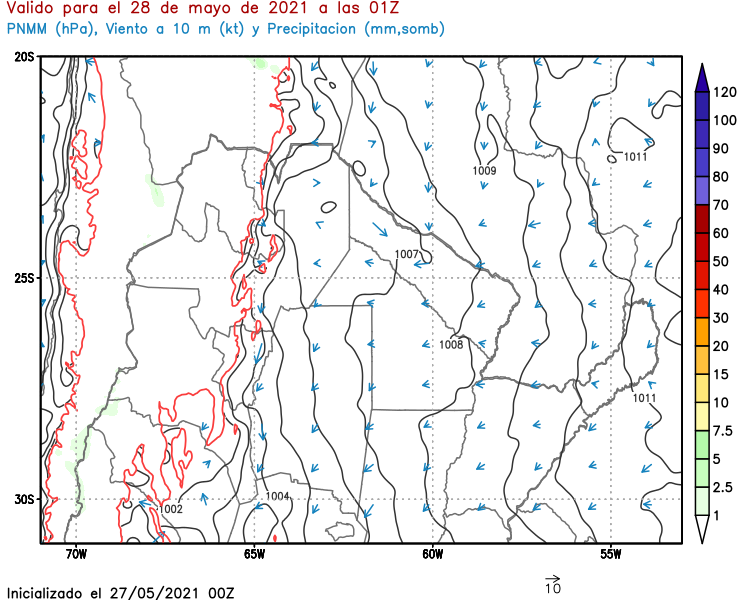 Valido para el 28 de mayo de 2021 a las 01Z
PNMM (hPa), Viento a 10 m (kt) y Precipitacion (mm,somb)
20S
25S
30S
70W
65W
60W
55W
1009
1011
1007
1008
1011
1004
1002
120
100
90
80
70
60
50
40
30
20
15
10
7.5
5
2.5
1
10
Inicializado el 27/05/2021 00Z